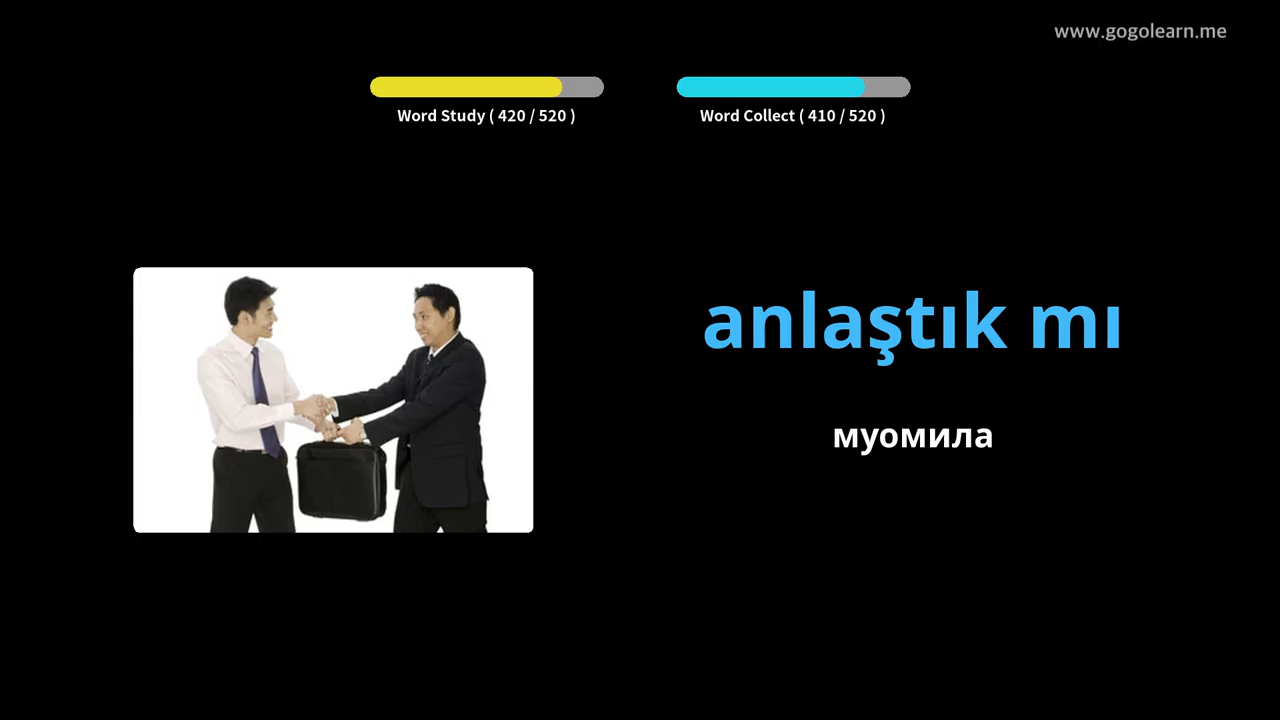 www.gogolearn.me
Word Study ( 420 / 520 )
Word Collect ( 410 / 520 )
anlaştık mı
муомила